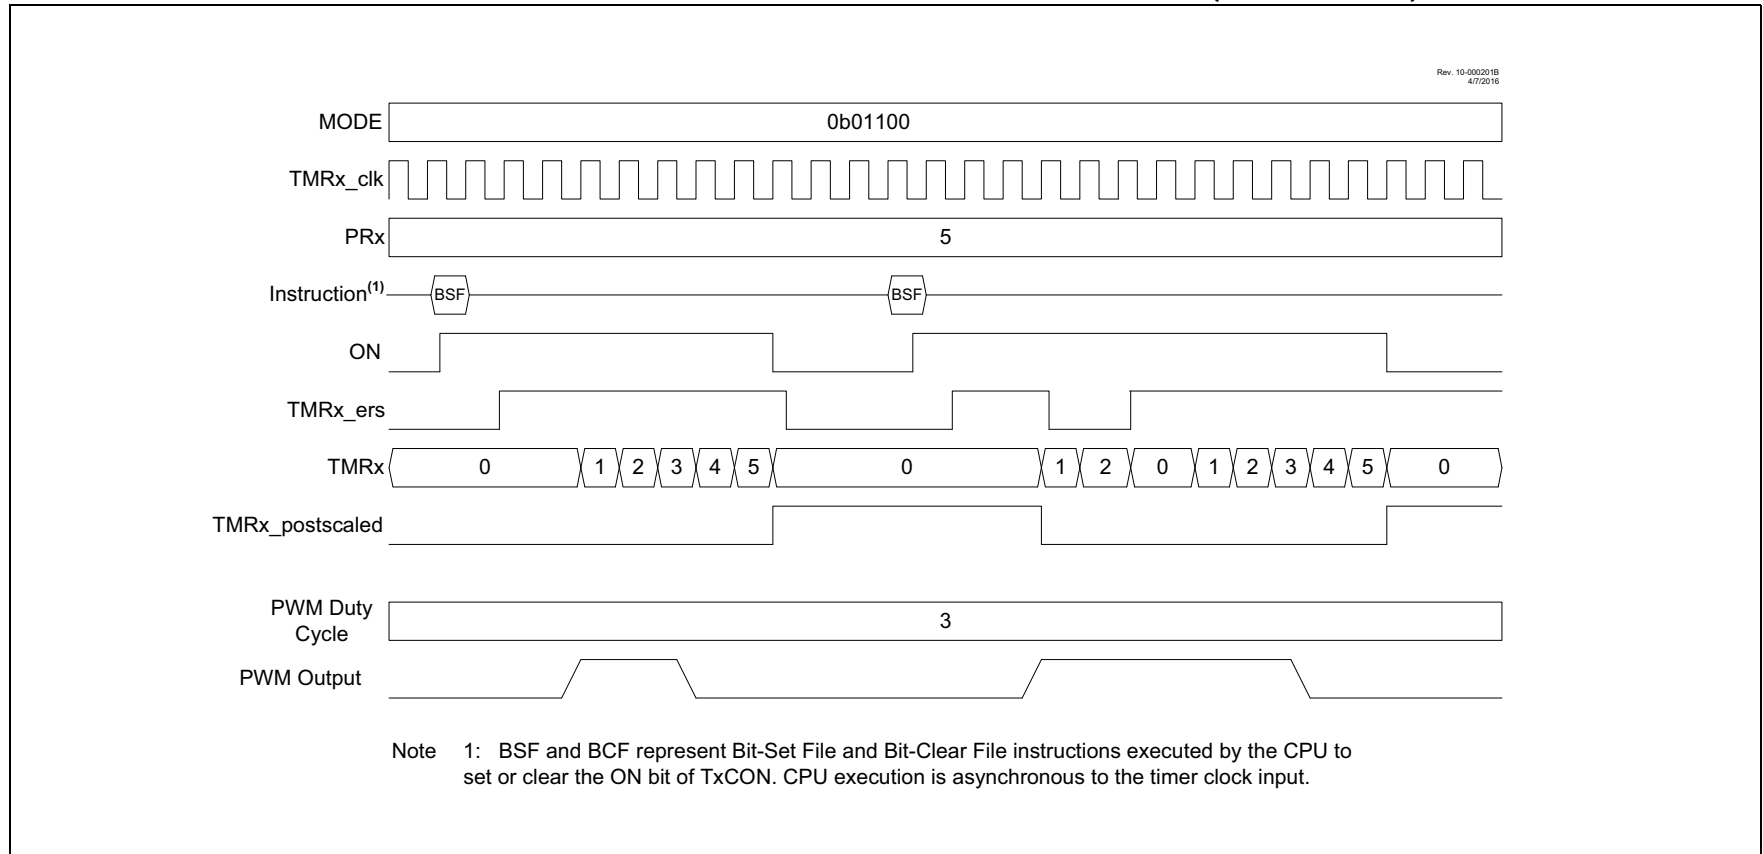 Rev. 10-000201B
4/7/2016
MODE
0b01100
TMRx_clk
PRx
5
Instruction(1)
BSF
BSF
ON
TMRx_ers
TMRx
0 1 2 3 4 5 0 1 2 0 1 2 3 4 5 0
TMRx_postscaled
PWM Duty
Cycle
3
PWM Output
Note 1: BSF and BCF represent Bit-Set File and Bit-Clear File instructions executed by the CPU to
set or clear the ON bit of TxCON. CPU execution is asynchronous to the timer clock input.